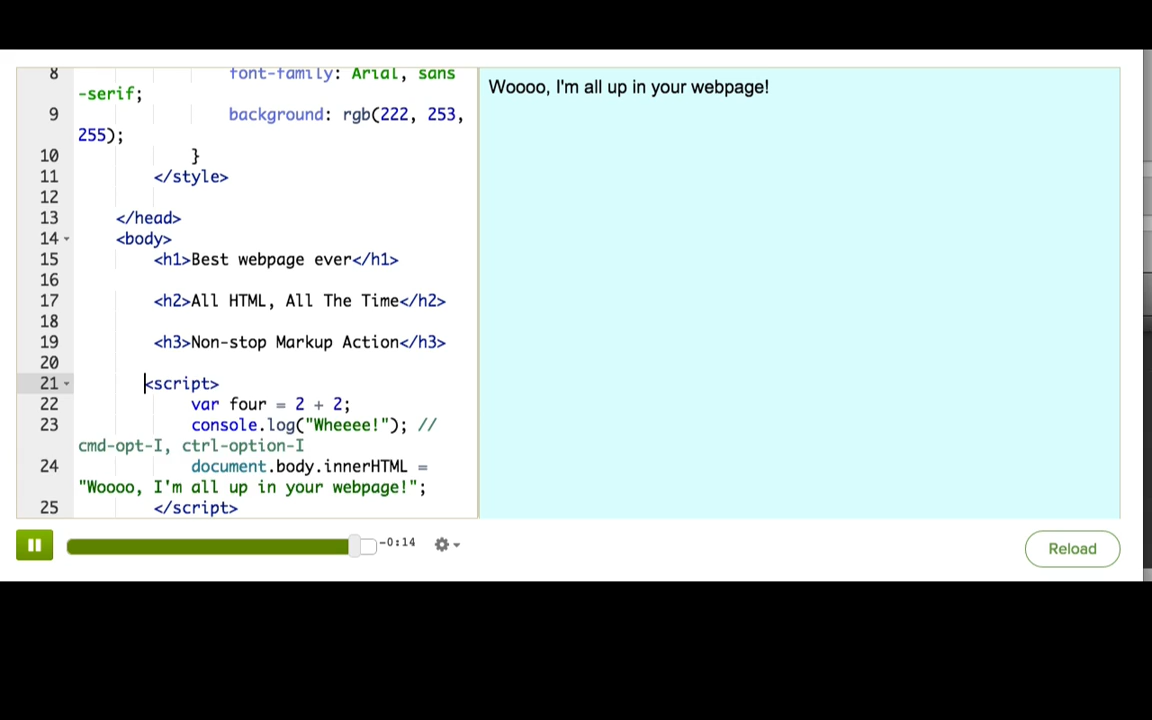 8 font-family: Arial, sans
-serif;
9 background: rgb(222, 253,
255);
10 }
11 </style>
12
13 </head>
14 <body>
15 <h1>Best webpage ever</h1>
16
17 <h2>All HTML, All The Time</h2>
18
19 <h3>Non-stop Markup Action</h3>
20
21 <script>
22 var four = 2 + 2;
23 console.log("Wheeee!"); //
cmd-opt-I, ctrl-option-I
24 document.body.innerHTML =
"Woooo, I'm all up in your webpage!";
25 </script>
Woooo, I'm all up in your webpage!
-0:14
Reload